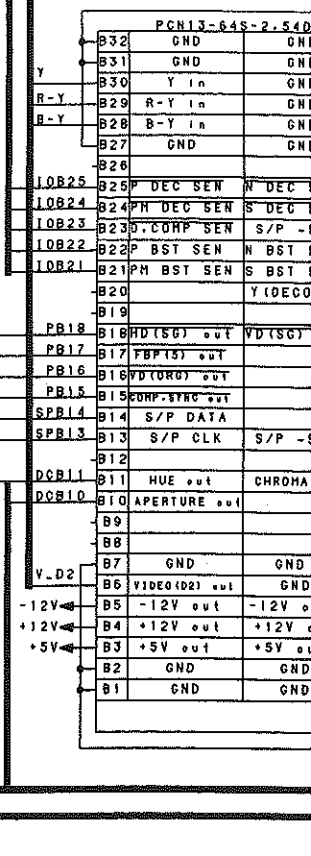 PCN13-64S-2.54D
B32 GND GN
B31 GND GN
Y B30 Y in GN
R-Y B29 R-Y in GN
B-Y B28 B-Y in GN
B27 GND GN
B26
IOB25 B25 P DEC SEN N DEC
IOB24 B24 PM DEC SEN S DEC
IOB23 B23 D.COMP SEN S/P -
IOB22 B22 P BST SEN N BST
IOB21 B21 PM BST SEN S BST
B20 Y(DECO
B19
PB18 B18 HD(SG) out VD(SG)
PB17 B17 FBP(S) out
PB16 B16 VD(ORG) out
PB15 B15 COMP.SYNC out
SPB14 B14 S/P DATA
SPB13 B13 S/P CLK S/P -
B12
DCB11 B11 HUE out CHROMA
DCB10 B10 APERTURE out
B9
B8
B7 GND GND
V_D2 B6 VIDEO(D2) out GND
-12V B5 -12V out -12V o
+12V B4 +12V out +12V
+5V B3 +5V out +5V o
B2 GND GND
B1 GND GND